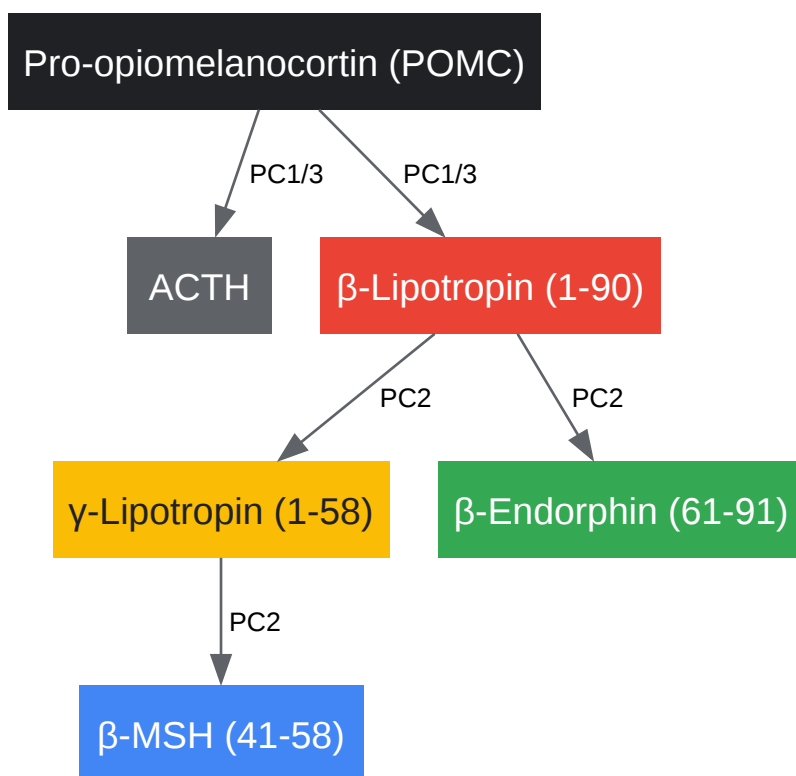 Pro-opiomelanocortin (POMC)
PC1/3
PC1/3
ACTH
β-Lipotropin (1-90)
PC2
PC2
γ-Lipotropin (1-58)
β-Endorphin (61-91)
PC2
β-MSH (41-58)